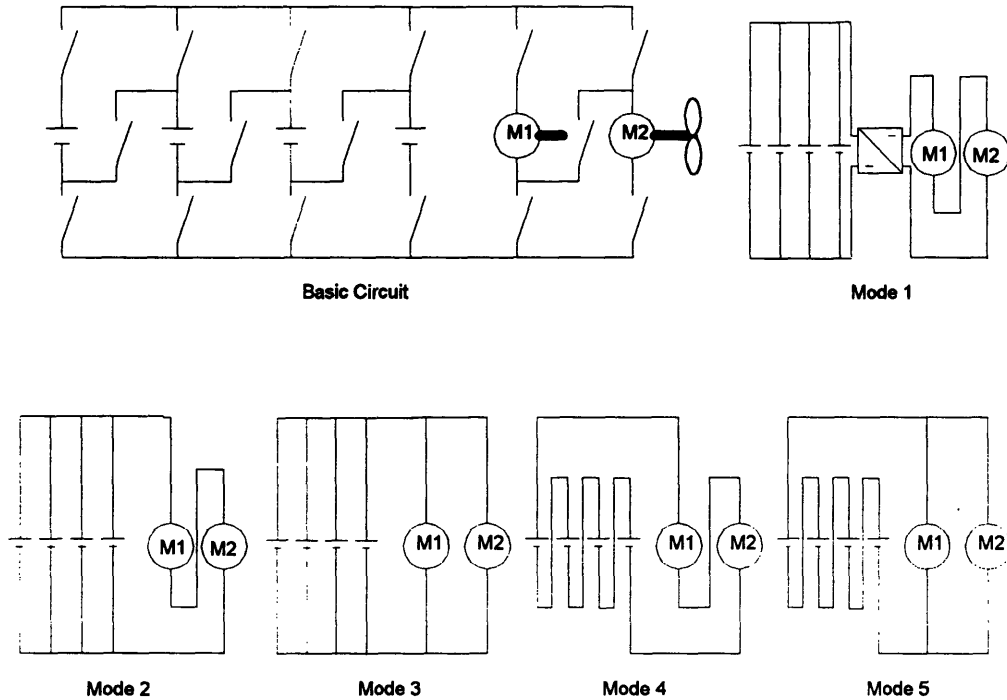 M1 M2
Basic Circuit
M1 M2
Mode 1
M1 M2
Mode 2
M1 M2
Mode 3
M1 M2
Mode 4
M1 M2
Mode 5